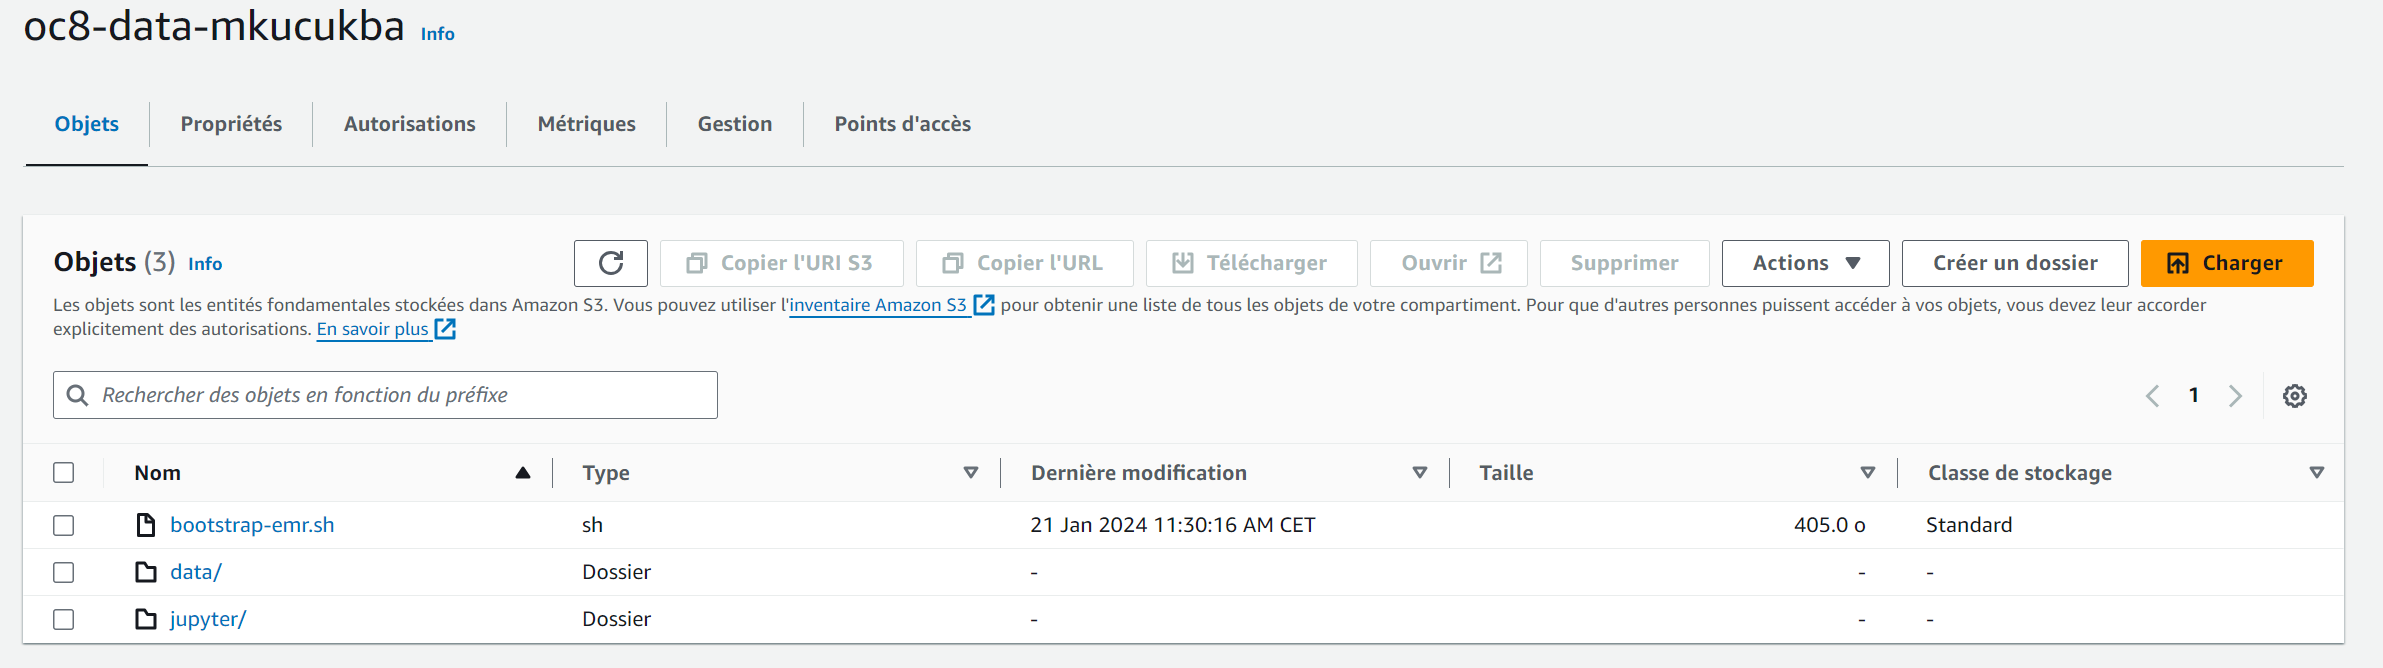 oc8-data-mkucukba Info
Objets Propriétés Autorisations Métriques Gestion Points d'accès
Objets (3) Info Copier l'URI S3 Copier l'URL Télécharger Ouvrir Supprimer Actions Créer un dossier Charger
Les objets sont les entités fondamentales stockées dans Amazon S3. Vous pouvez utiliser l'inventaire Amazon S3 pour obtenir une liste de tous les objets de votre compartiment. Pour que d'autres personnes puissent accéder à vos objets, vous devez leur accorder
explicitement des autorisations. En savoir plus
Rechercher des objets en fonction du préfixe 1
Nom Type Dernière modification Taille Classe de stockage
bootstrap-emr.sh sh 21 Jan 2024 11:30:16 AM CET 405.0 o Standard
data/ Dossier - - -
jupyter/ Dossier - - -